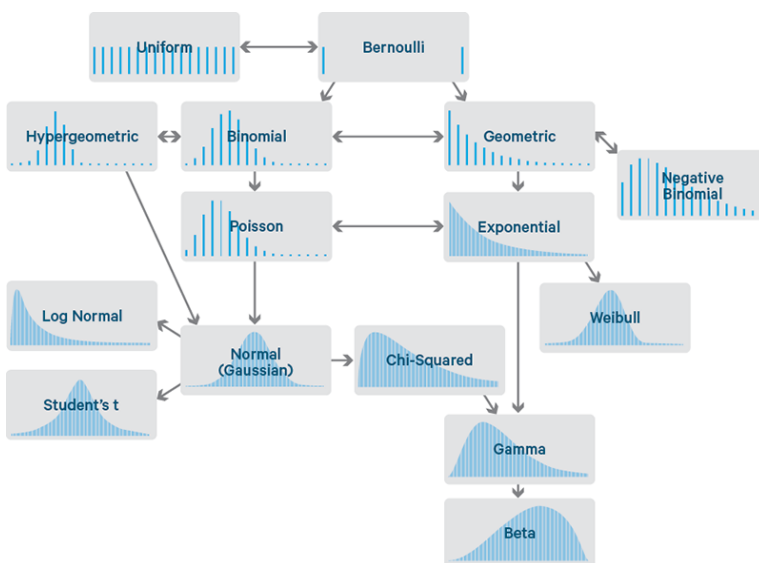 Uniform
Bernoulli
Hypergeometric
Binomial
Geometric
Negative
Binomial
Poisson
Exponential
Log Normal
Normal
(Gaussian)
Chi-Squared
Weibull
Student's t
Gamma
Beta